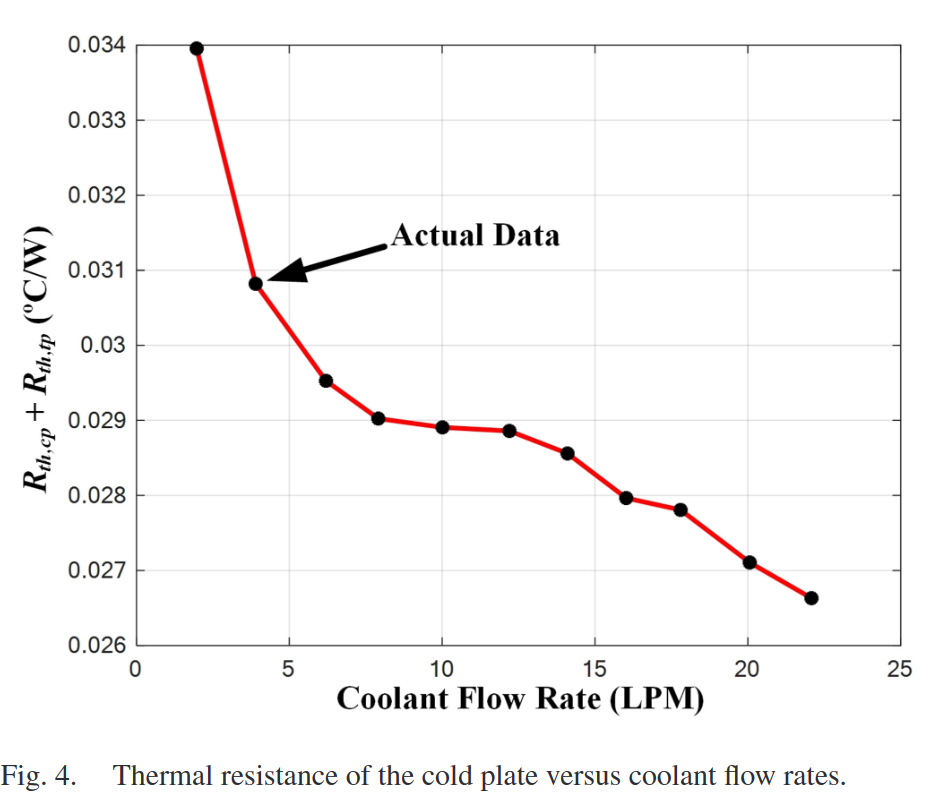 0.034
0.033
0.032
Actual Data
0.031
0.03
0.029
0.028
0.027
0.026
Rth,cp + Rth,tp (ºC/W)
0 5 10 15 20 25
Coolant Flow Rate (LPM)
Fig. 4. Thermal resistance of the cold plate versus coolant flow rates.